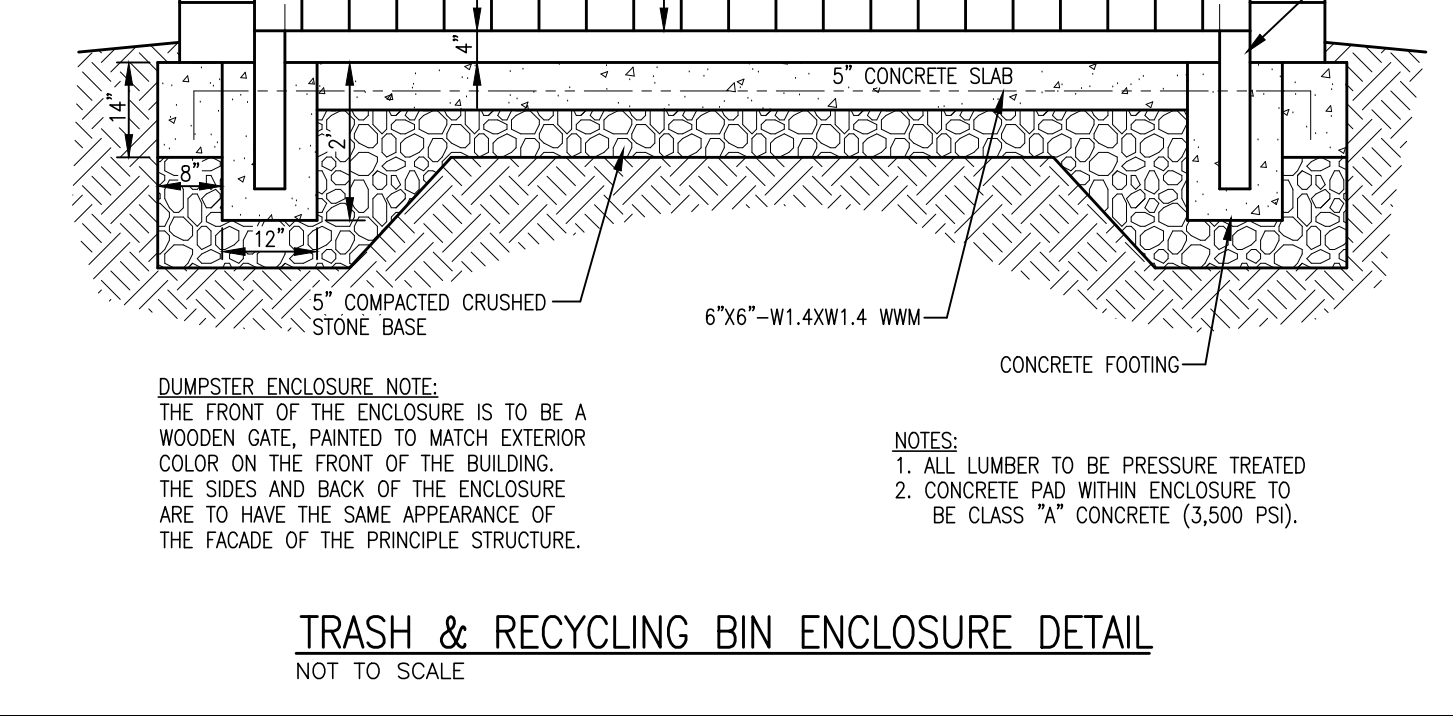 4"
5" CONCRETE SLAB
14"
2'
8"
12"
5" COMPACTED CRUSHED
STONE BASE
6"X6"-W1.4XW1.4 WWM
CONCRETE FOOTING
DUMPSTER ENCLOSURE NOTE:
THE FRONT OF THE ENCLOSURE IS TO BE A
WOODEN GATE, PAINTED TO MATCH EXTERIOR
COLOR ON THE FRONT OF THE BUILDING.
THE SIDES AND BACK OF THE ENCLOSURE
ARE TO HAVE THE SAME APPEARANCE OF
THE FACADE OF THE PRINCIPLE STRUCTURE.
NOTES:
1. ALL LUMBER TO BE PRESSURE TREATED
2. CONCRETE PAD WITHIN ENCLOSURE TO
BE CLASS "A" CONCRETE (3,500 PSI).
TRASH & RECYCLING BIN ENCLOSURE DETAIL
NOT TO SCALE